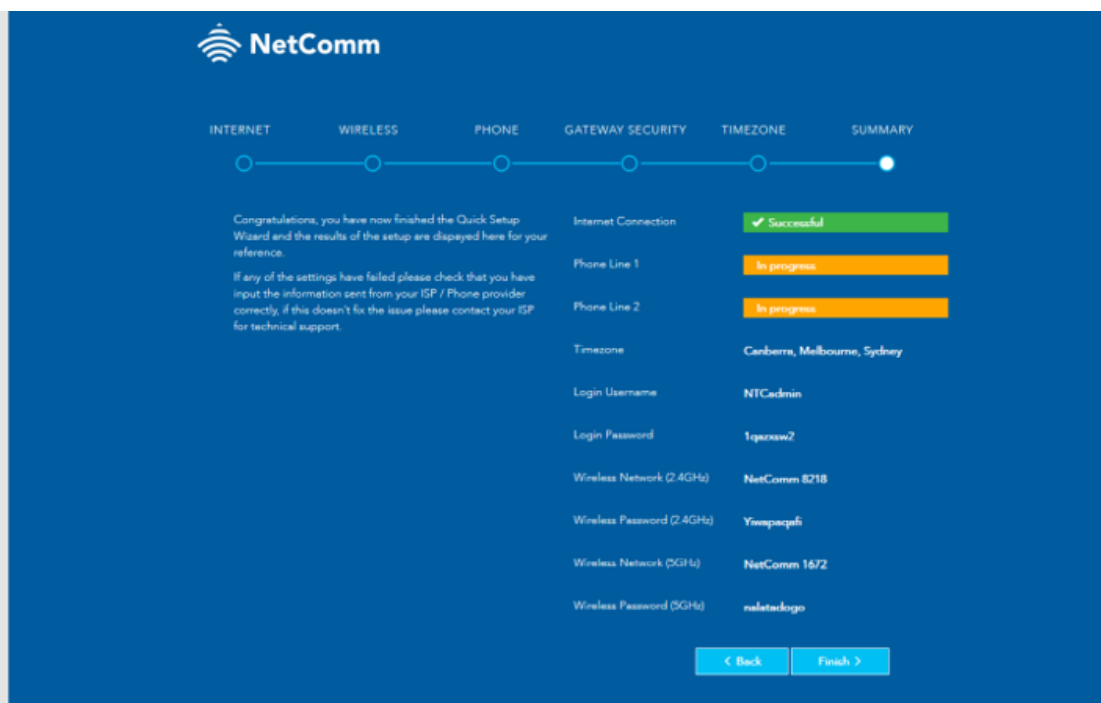 NetComm
INTERNET WIRELESS PHONE GATEWAY SECURITY TIMEZONE SUMMARY
Congratulations, you have now finished the Quick Setup
Wizard and the results of the setup are dispayed here for your
reference.
If any of the settings have failed please check that you have
input the information sent from your ISP / Phone provider
correctly, if this doesn't fix the issue please contact your ISP
for technical support.
Internet Connection Successful
Phone Line 1 In progress
Phone Line 2 In progress
Timezone Canberra, Melbourne, Sydney
Login Username NTCadmin
Login Password 1qazxsw2
Wireless Network (2.4GHz) NetComm 8218
Wireless Password (2.4GHz) Yiwapaqafi
Wireless Network (5GHz) NetComm 1672
Wireless Password (5GHz) nalatadogo
< Back Finish >